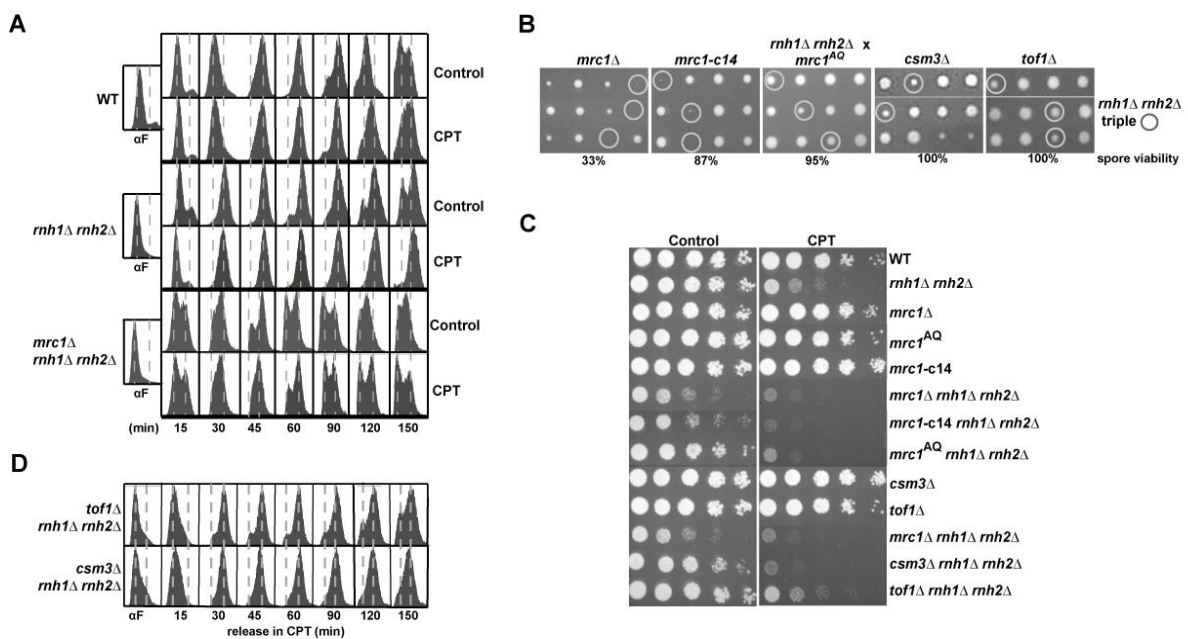 A
WT
αF
Control
CPT
rnh1Δ rnh2Δ
αF
Control
CPT
mrc1Δ
rnh1Δ rnh2Δ
αF
Control
CPT
(min) 15 30 45 60 90 120 150
B
rnh1Δ rnh2Δ x
mrc1Δ mrc1-c14 mrc1AQ csm3Δ tof1Δ
rnh1Δ rnh2Δ
triple
33% 87% 95% 100% 100% spore viability
C
Control CPT
WT
rnh1Δ rnh2Δ
mrc1Δ
mrc1AQ
mrc1-c14
mrc1Δ rnh1Δ rnh2Δ
mrc1-c14 rnh1Δ rnh2Δ
mrc1AQ rnh1Δ rnh2Δ
csm3Δ
tof1Δ
mrc1Δ rnh1Δ rnh2Δ
csm3Δ rnh1Δ rnh2Δ
tof1Δ rnh1Δ rnh2Δ
D
tof1Δ
rnh1Δ rnh2Δ
csm3Δ
rnh1Δ rnh2Δ
αF 15 30 45 60 90 120 150
release in CPT (min)